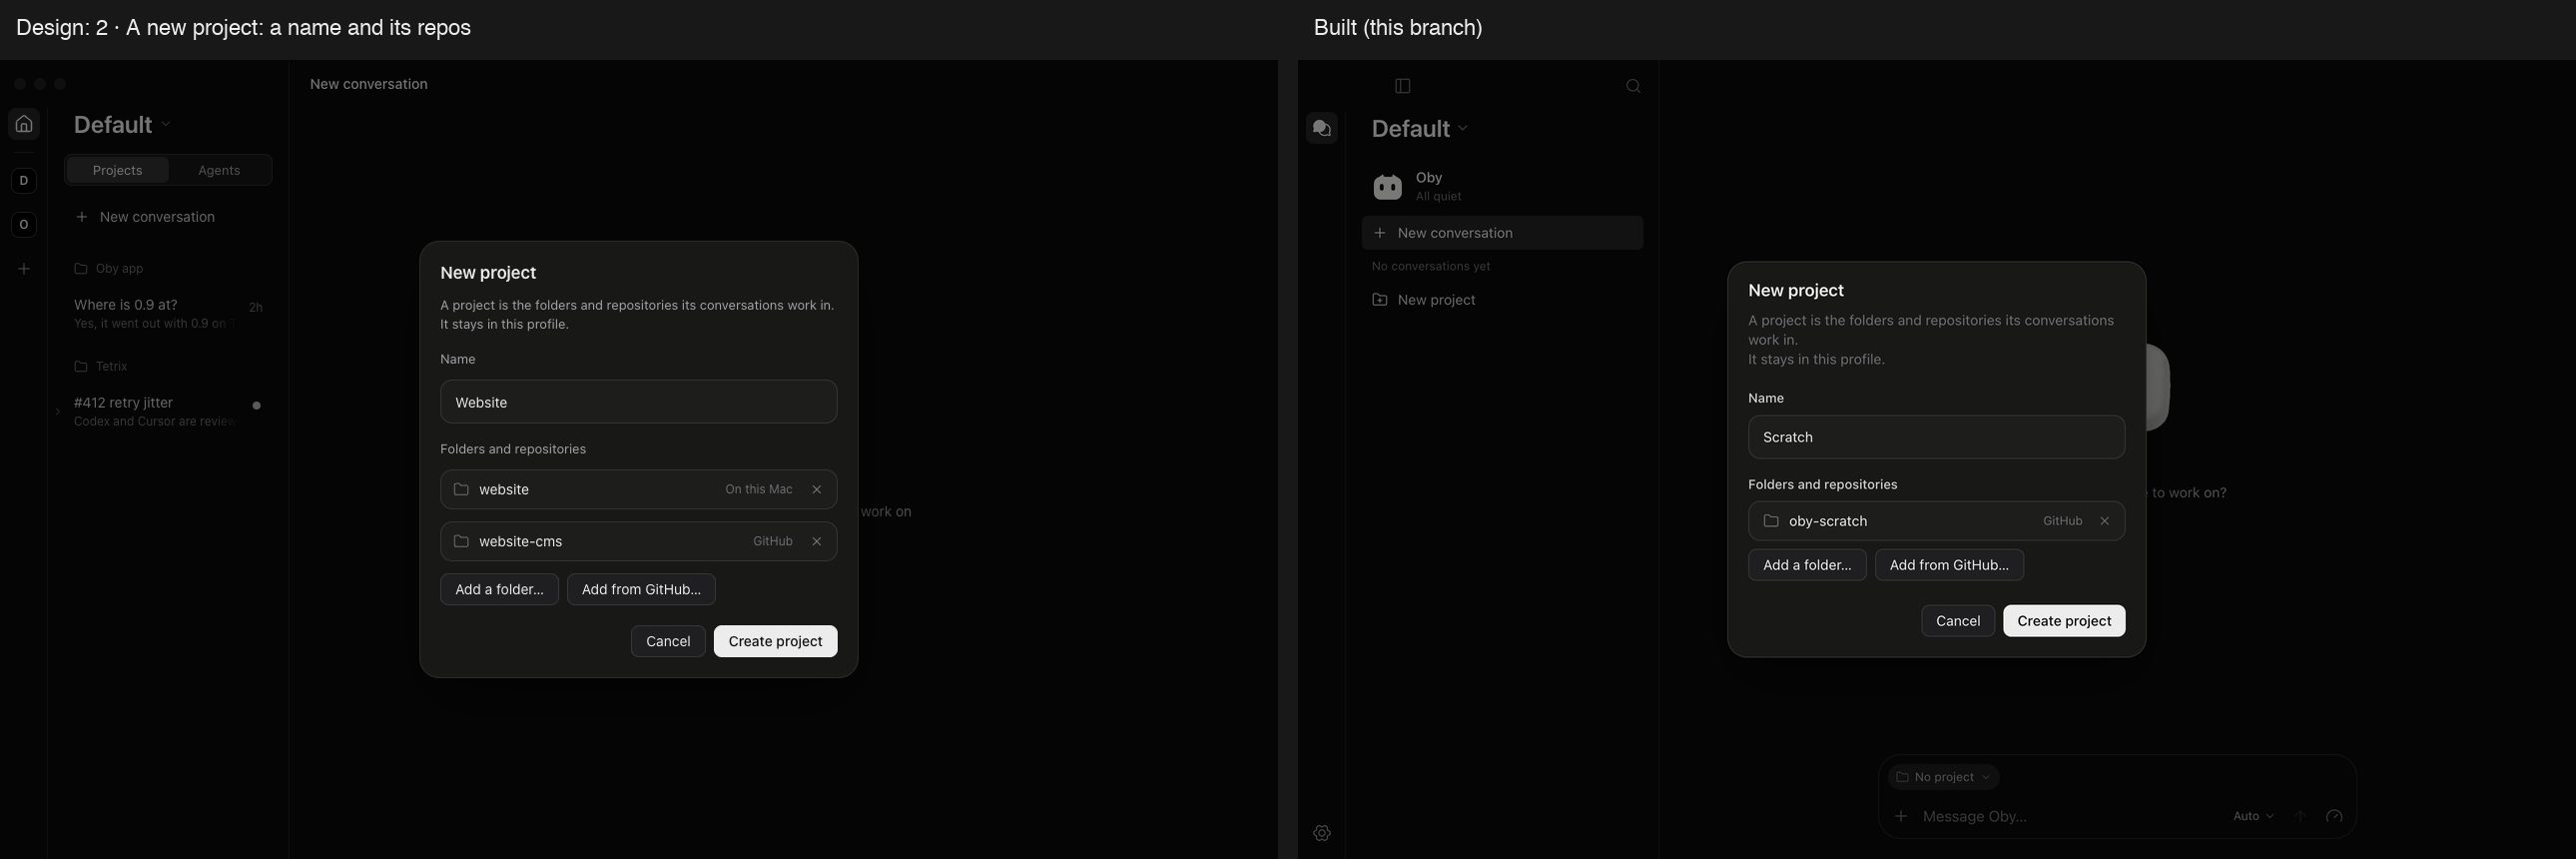 Design: 2 · A new project: a name and its repos
New conversation
Default
Projects
Agents
D
New conversation
O
Oby app
Where is 0.9 at?
2h
Yes, it went out with 0.9 on
Tetrix
#412 retry jitter
Codex and Cursor are review
work on
New project
A project is the folders and repositories its conversations work in.
It stays in this profile.
Name
Website
Folders and repositories
website
On this Mac
website-cms
GitHub
Add a folder...
Add from GitHub...
Cancel
Create project
Built (this branch)
Default
Oby
All quiet
New conversation
No conversations yet
New project
New project
A project is the folders and repositories its conversations
work in.
It stays in this profile.
Name
Scratch
Folders and repositories
oby-scratch
GitHub
Add a folder...
Add from GitHub...
Cancel
Create project
to work on?
No project
Message Oby...
Auto